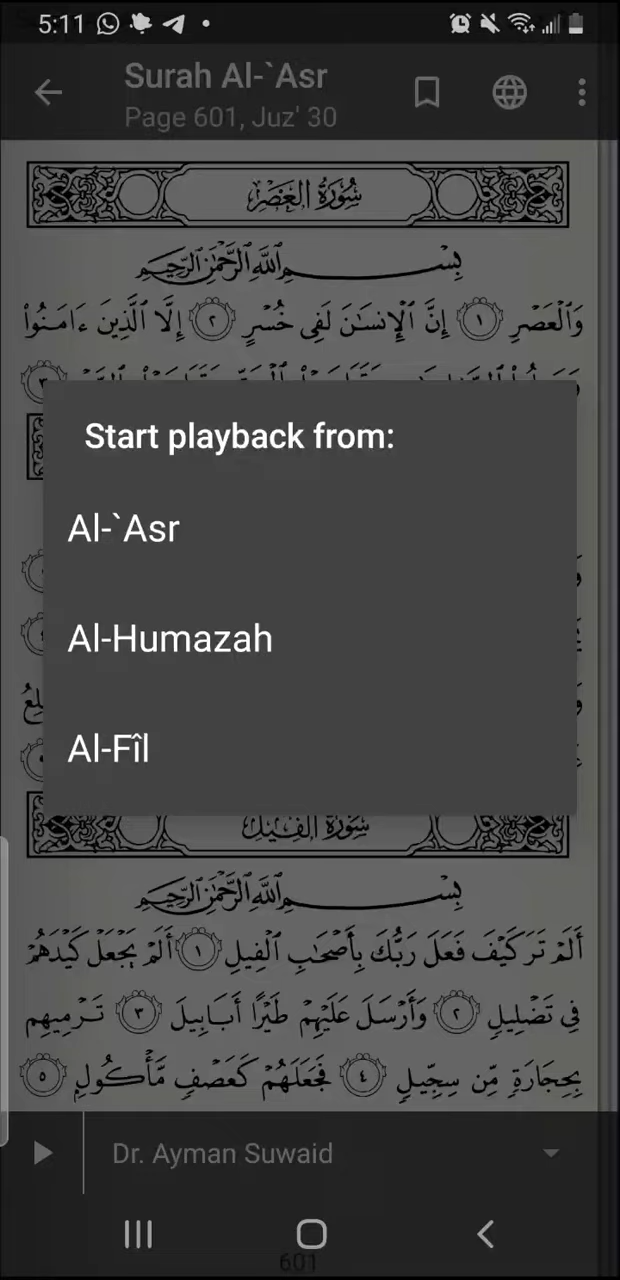 5:11
Surah Al-`Asr
Page 601, Juz' 30
سُورَةُ العَصْرِ
بِسْمِ ٱللَّهِ ٱلرَّحْمَٰنِ ٱلرَّحِيمِ
وَٱلْعَصْرِ ١ إِنَّ ٱلْإِنسَٰنَ لَفِى خُسْرٍ ٢ إِلَّا ٱلَّذِينَ ءَامَنُوا۟
٣
Start playback from:
Al-`Asr
Al-Humazah
Al-Fîl
سُورَةُ الفِيلِ
بِسْمِ ٱللَّهِ ٱلرَّحْمَٰنِ ٱلرَّحِيمِ
أَلَمْ تَرَ كَيْفَ فَعَلَ رَبُّكَ بِأَصْحَٰبِ ٱلْفِيلِ ١ أَلَمْ يَجْعَلْ كَيْدَهُمْ
فِى تَضْلِيلٍ ٢ وَأَرْسَلَ عَلَيْهِمْ طَيْرًا أَبَابِيلَ ٣ تَرْمِيهِم
بِحِجَارَةٍ مِّن سِجِّيلٍ ٤ فَجَعَلَهُمْ كَعَصْفٍ مَّأْكُولٍ ٥
Dr. Ayman Suwaid
601